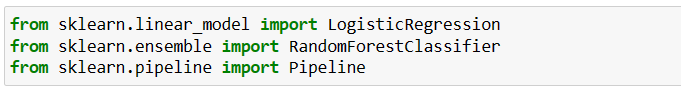 from sklearn.linear_model import LogisticRegression
from sklearn.ensemble import RandomForestClassifier
from sklearn.pipeline import Pipeline